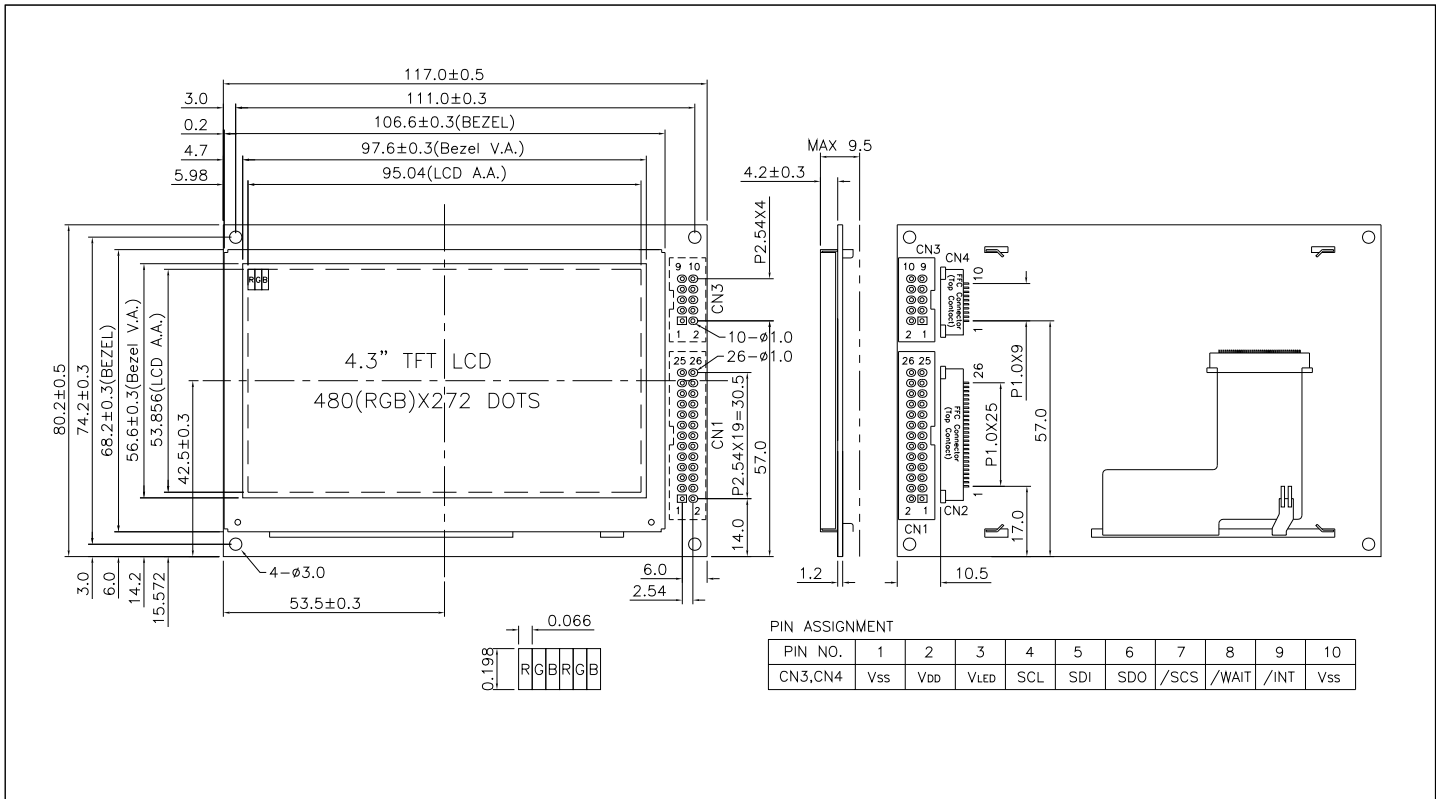 117.0±0.5
3.0
111.0±0.3
0.2
106.6±0.3(BEZEL)
4.7
97.6±0.3(Bezel V.A.)
5.98
95.04(LCD A.A.)
80.2±0.5
74.2±0.3
68.2±0.3(BEZEL)
56.6±0.3(Bezel V.A.)
53.856(LCD A.A.)
42.5±0.3
R G B
4.3" TFT LCD
480(RGB)X272 DOTS
9 10
CN3
1 2
10-ø1.0
26-ø1.0
25 26
CN1
1 2
P2.54X4
P2.54X19=30.5
57.0
14.0
3.0
6.0
14.2
15.572
4-ø3.0
53.5±0.3
6.0
2.54
0.066
0.198
R G B R G B
MAX 9.5
4.2±0.3
1.2
CN3
10 9
CN4
10
FFC Connector
(Top Contact)
2 1
1
26 25
26
FFC Connector
(Top Contact)
2 1
1
CN1
CN2
P1.0X9
P1.0X25
57.0
17.0
10.5
PIN ASSIGNMENT
PIN NO. 1 2 3 4 5 6 7 8 9 10
CN3,CN4 VSS VDD VLED SCL SDI SDO /SCS /WAIT /INT VSS